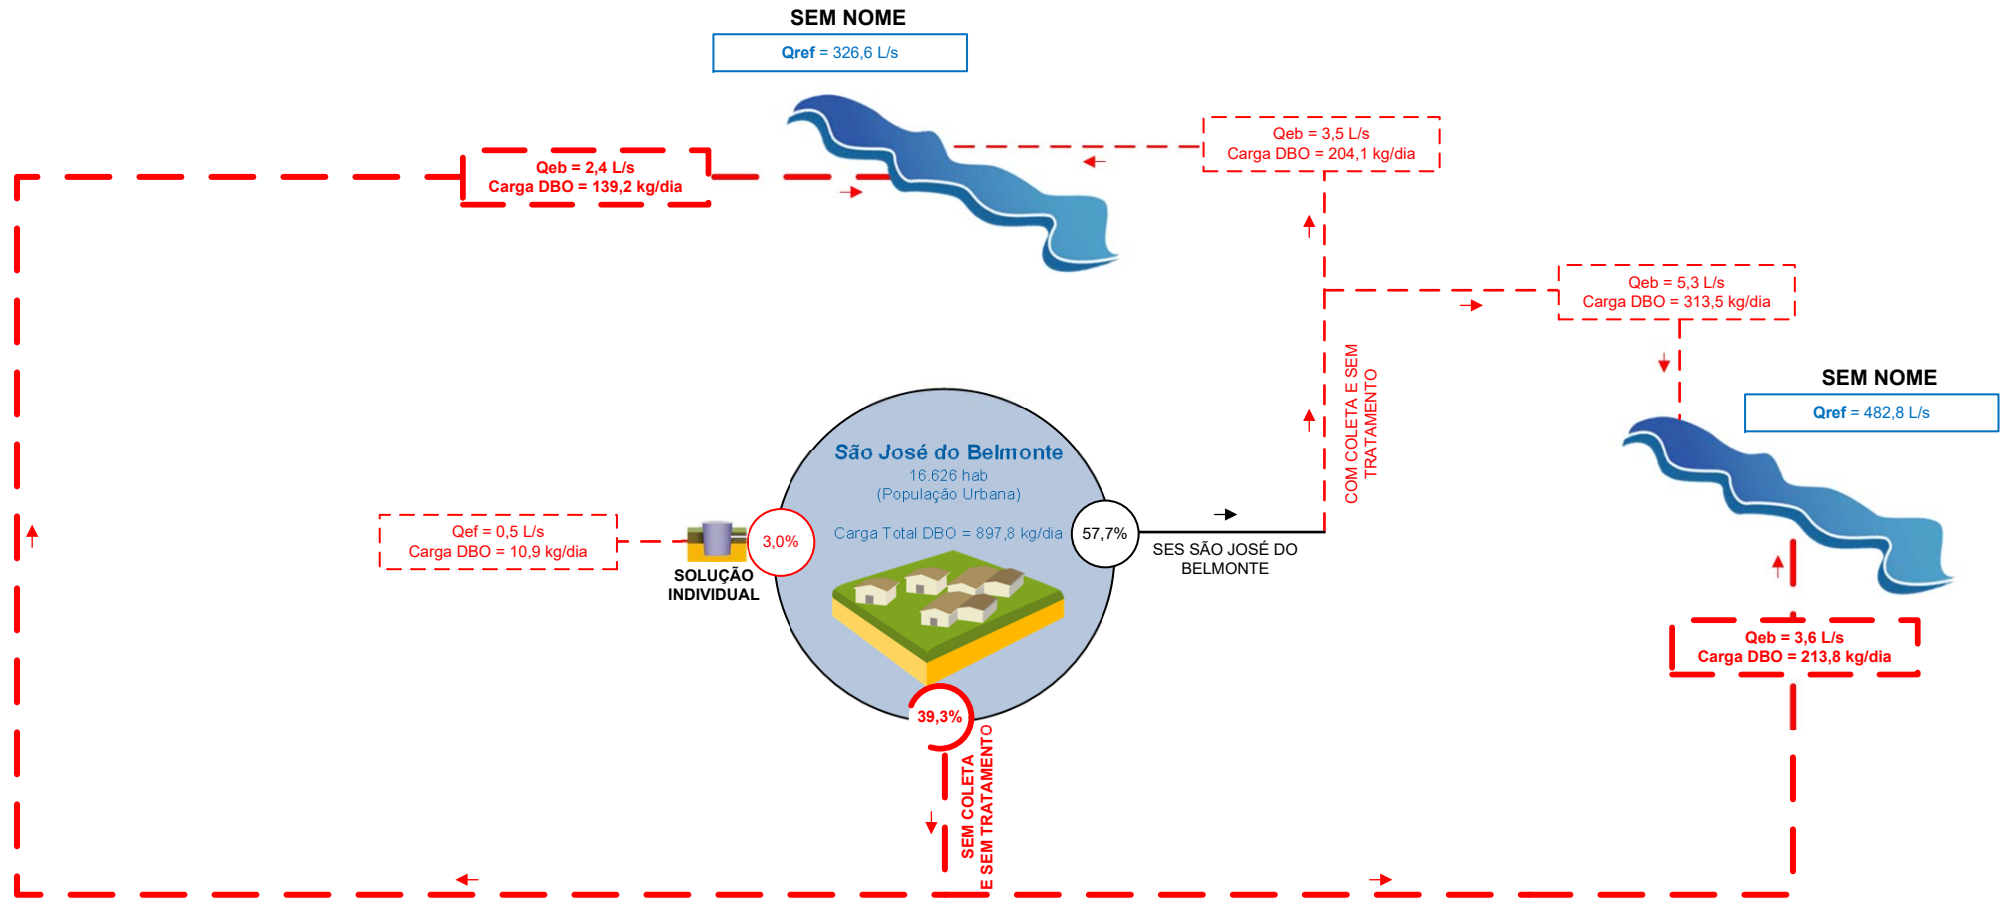 SEM NOME
Qref = 326,6 L/s
Qeb = 3,5 L/s
Carga DBO = 204,1 kg/dia
Qeb = 2,4 L/s
Carga DBO = 139,2 kg/dia
Qeb = 5,3 L/s
Carga DBO = 313,5 kg/dia
COM COLETA E SEM
TRATAMENTO
SEM NOME
Qref = 482,8 L/s
São José do Belmonte
16.626 hab
(População Urbana)
Carga Total DBO = 897,8 kg/dia
57,7%
SES SÃO JOSÉ DO
BELMONTE
3,0%
Qef = 0,5 L/s
Carga DBO = 10,9 kg/dia
SOLUÇÃO
INDIVIDUAL
Qeb = 3,6 L/s
Carga DBO = 213,8 kg/dia
39,3%
SEM COLETA
E SEM TRATAMENTO